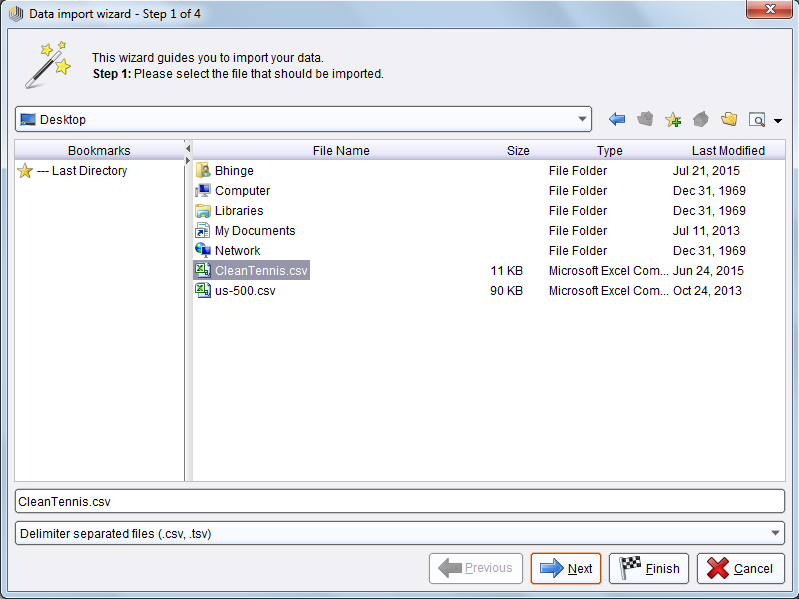 Data import wizard - Step 1 of 4
This wizard guides you to import your data.
Step 1: Please select the file that should be imported.
Desktop
Bookmarks File Name Size Type Last Modified
--- Last Directory
Bhinge File Folder Jul 21, 2015
Computer File Folder Dec 31, 1969
Libraries File Folder Dec 31, 1969
My Documents File Folder Jul 11, 2013
Network File Folder Dec 31, 1969
CleanTennis.csv 11 KB Microsoft Excel Com... Jun 24, 2015
us-500.csv 90 KB Microsoft Excel Com... Oct 24, 2013
CleanTennis.csv
Delimiter separated files (.csv, .tsv)
Previous Next Finish Cancel